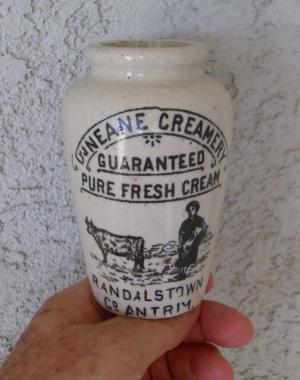 DUNEANE CREAMERY
GUARANTEED
PURE FRESH CREAM
RANDALSTOWN
CO ANTRIM.